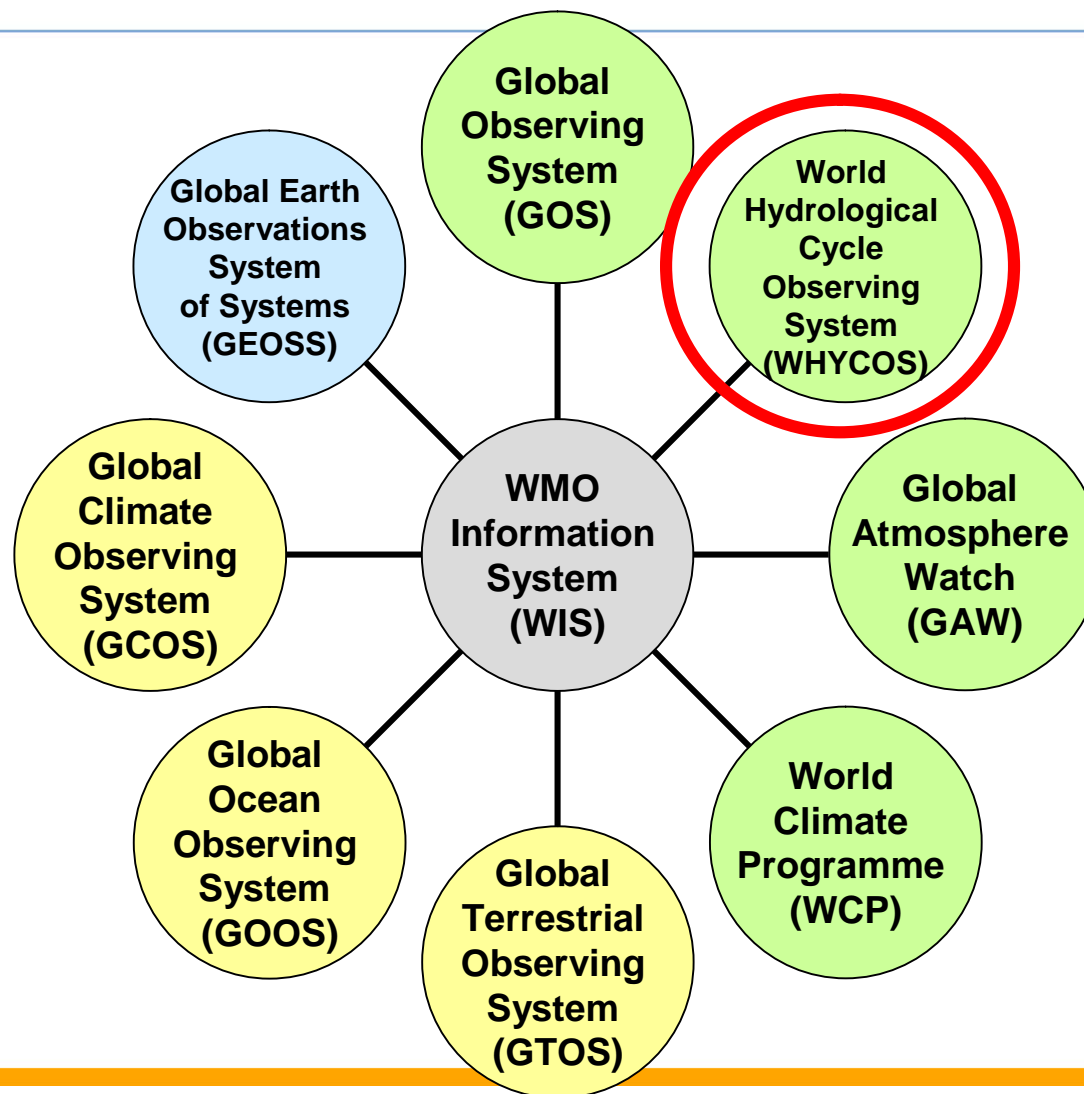 Global
Observing
System
(GOS)
World
Hydrological
Cycle
Observing
System
(WHYCOS)
Global Earth
Observations
System
of Systems
(GEOSS)
Global
Climate
Observing
System
(GCOS)
WMO
Information
System
(WIS)
Global
Atmosphere
Watch
(GAW)
Global
Ocean
Observing
System
(GOOS)
World
Climate
Programme
(WCP)
Global
Terrestrial
Observing
System
(GTOS)